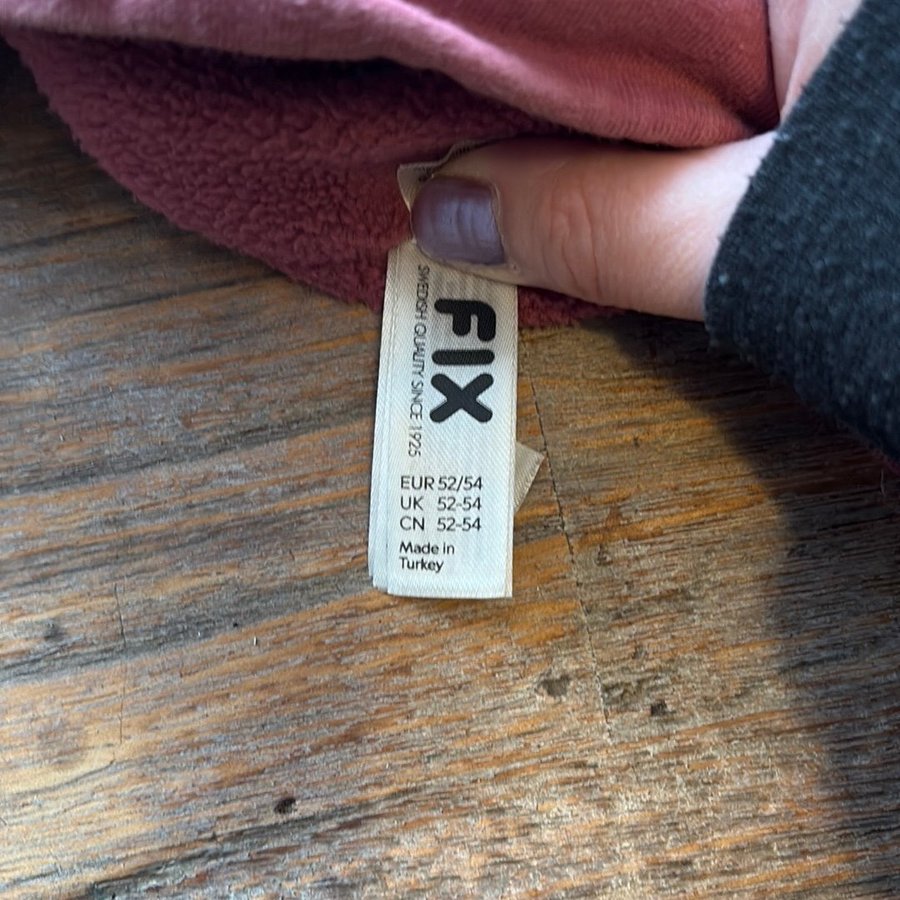 FIX
SWEDISH QUALITY SINCE 1925
EUR 52/54
UK 52-54
CN 52-54
Made in
Turkey